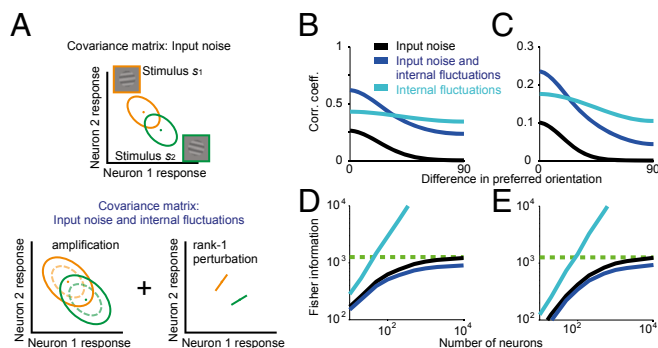 A
Covariance matrix: Input noise
Stimulus s1
Stimulus s2
Neuron 2 response
Neuron 1 response
Covariance matrix:
Input noise and internal fluctuations
amplification
rank-1
perturbation
+
Neuron 2 response
Neuron 1 response
Neuron 2 response
Neuron 1 response
B
C
Input noise
Input noise and
internal fluctuations
Internal fluctuations
Corr. coeff.
1
0.5
0
0
90
0.3
0.2
0.1
0
0
90
Difference in preferred orientation
D
E
Fisher information
10^4
10^3
10^2
10^2
10^4
10^4
10^3
10^2
10^2
10^4
Number of neurons